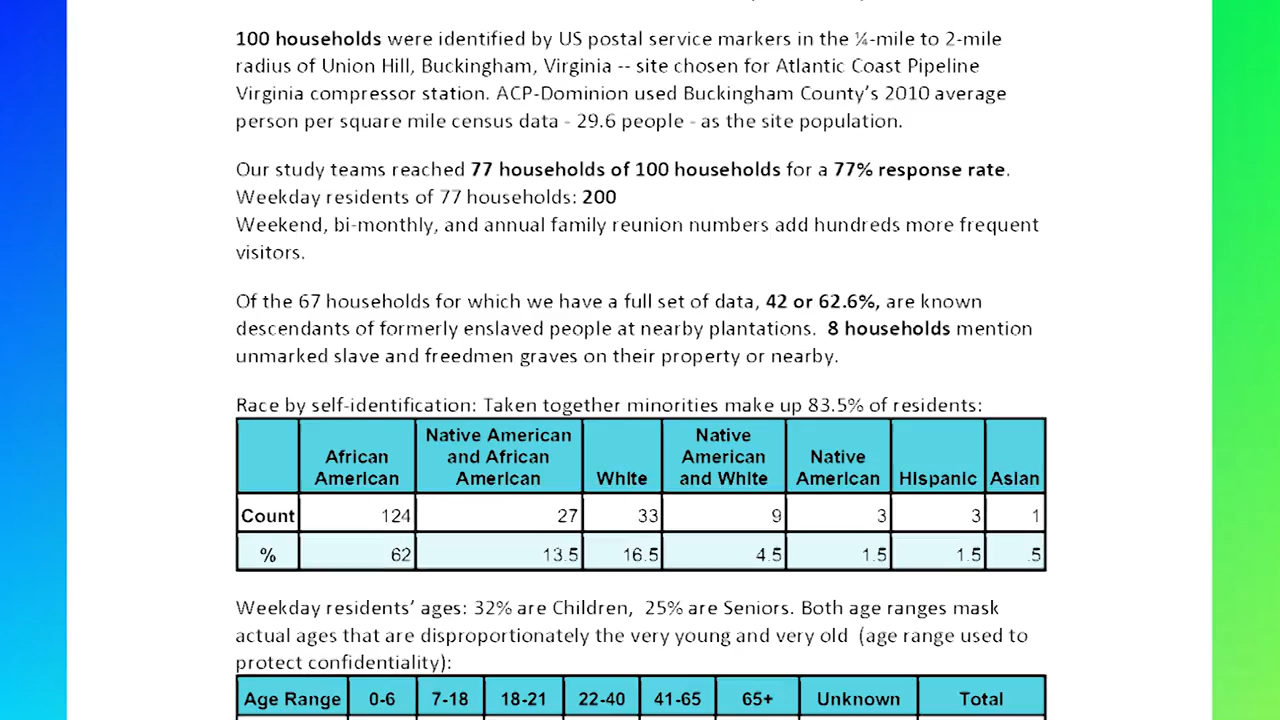 100 households were identified by US postal service markers in the ¼-mile to 2-mile
radius of Union Hill, Buckingham, Virginia -- site chosen for Atlantic Coast Pipeline
Virginia compressor station. ACP-Dominion used Buckingham County's 2010 average
person per square mile census data - 29.6 people - as the site population.
Our study teams reached 77 households of 100 households for a 77% response rate.
Weekday residents of 77 households: 200
Weekend, bi-monthly, and annual family reunion numbers add hundreds more frequent
visitors.
Of the 67 households for which we have a full set of data, 42 or 62.6%, are known
descendants of formerly enslaved people at nearby plantations. 8 households mention
unmarked slave and freedmen graves on their property or nearby.
Race by self-identification: Taken together minorities make up 83.5% of residents:
African American Native American and African American White Native American and White Native American Hispanic Asian
Count 124 27 33 9 3 3 1
% 62 13.5 16.5 4.5 1.5 1.5 .5
Weekday residents' ages: 32% are Children, 25% are Seniors. Both age ranges mask
actual ages that are disproportionately the very young and very old (age range used to
protect confidentiality):
Age Range 0-6 7-18 18-21 22-40 41-65 65+ Unknown Total